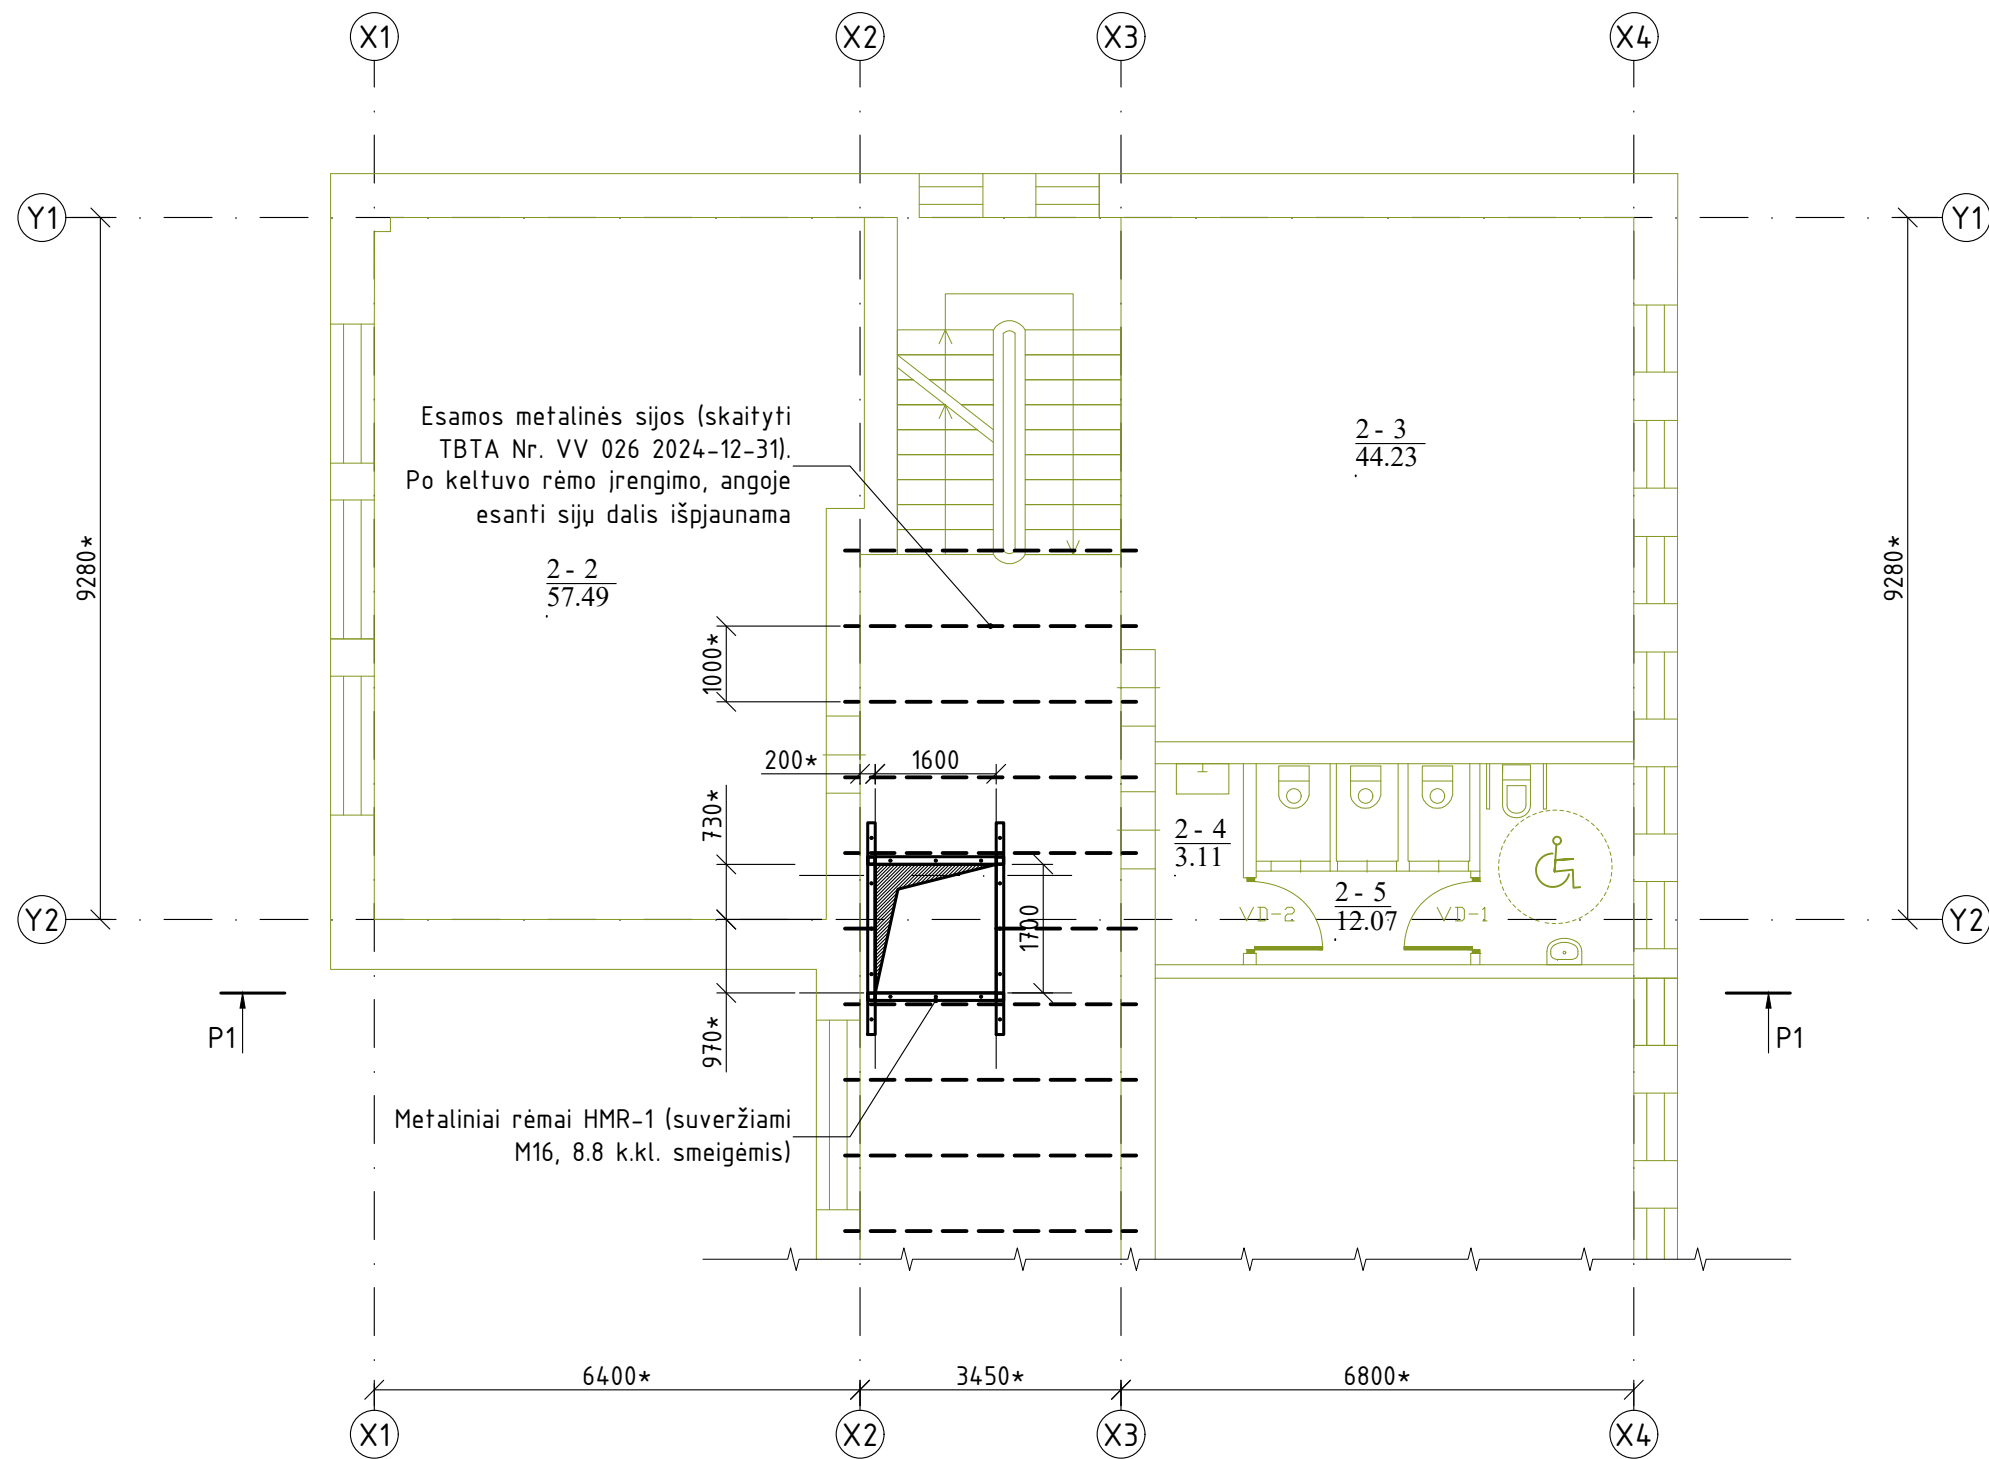 X1
X2
X3
X4
Y1
Y1
Esamos metalinės sijos (skaityti
TBTA Nr. VV 026 2024-12-31).
Po keltuvo rėmo įrengimo, angoje
esanti sijų dalis išpjaunama
2-3
44.23
9280*
2-2
57.49
9280*
1000*
200*
1600
730*
2-4
3.11
2-5
12.07
VD-2
VD-1
1700
Y2
Y2
970*
P1
P1
Metaliniai rėmai HMR-1 (suveržiami
M16, 8.8 k.kl. smeigėmis)
6400*
3450*
6800*
X1
X2
X3
X4